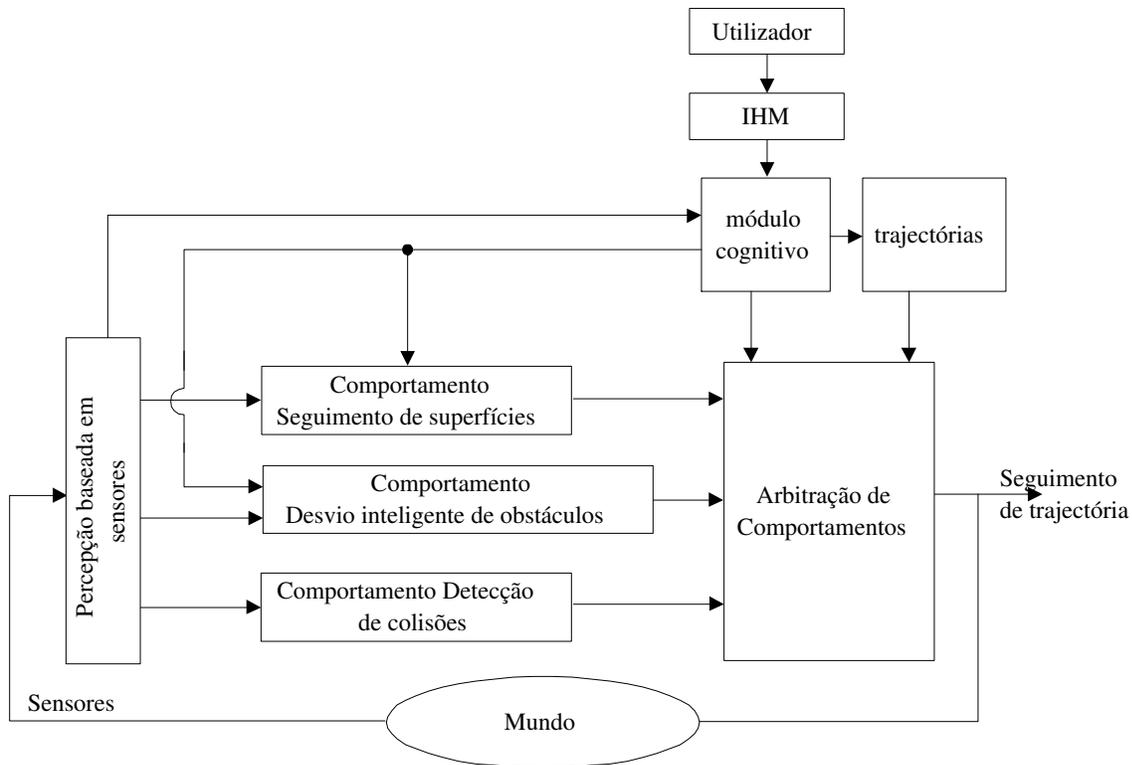 Utilizador
IHM
módulo
cognitivo
trajectórias
Percepção baseada em
sensores
Comportamento
Seguimento de superfícies
Comportamento
Desvio inteligente de obstáculos
Comportamento Detecção
de colisões
Arbitração de
Comportamentos
Seguimento
de trajectória
Sensores
Mundo